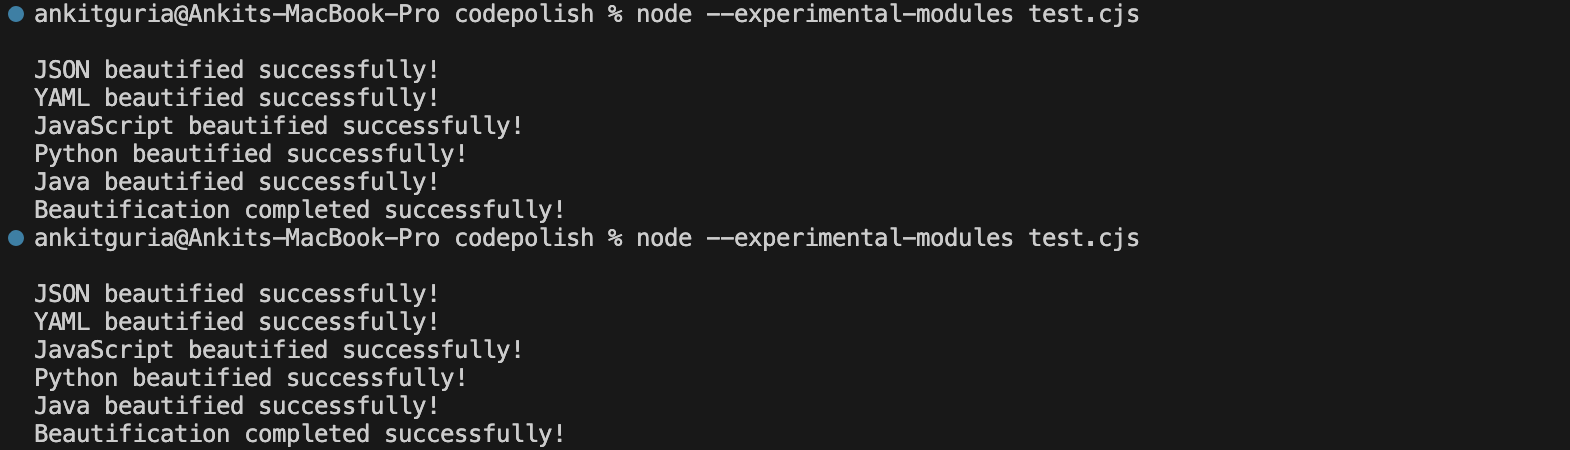 ankitguria@Ankits-MacBook-Pro codepolish % node --experimental-modules test.cjs
JSON beautified successfully!
YAML beautified successfully!
JavaScript beautified successfully!
Python beautified successfully!
Java beautified successfully!
Beautification completed successfully!
ankitguria@Ankits-MacBook-Pro codepolish % node --experimental-modules test.cjs
JSON beautified successfully!
YAML beautified successfully!
JavaScript beautified successfully!
Python beautified successfully!
Java beautified successfully!
Beautification completed successfully!